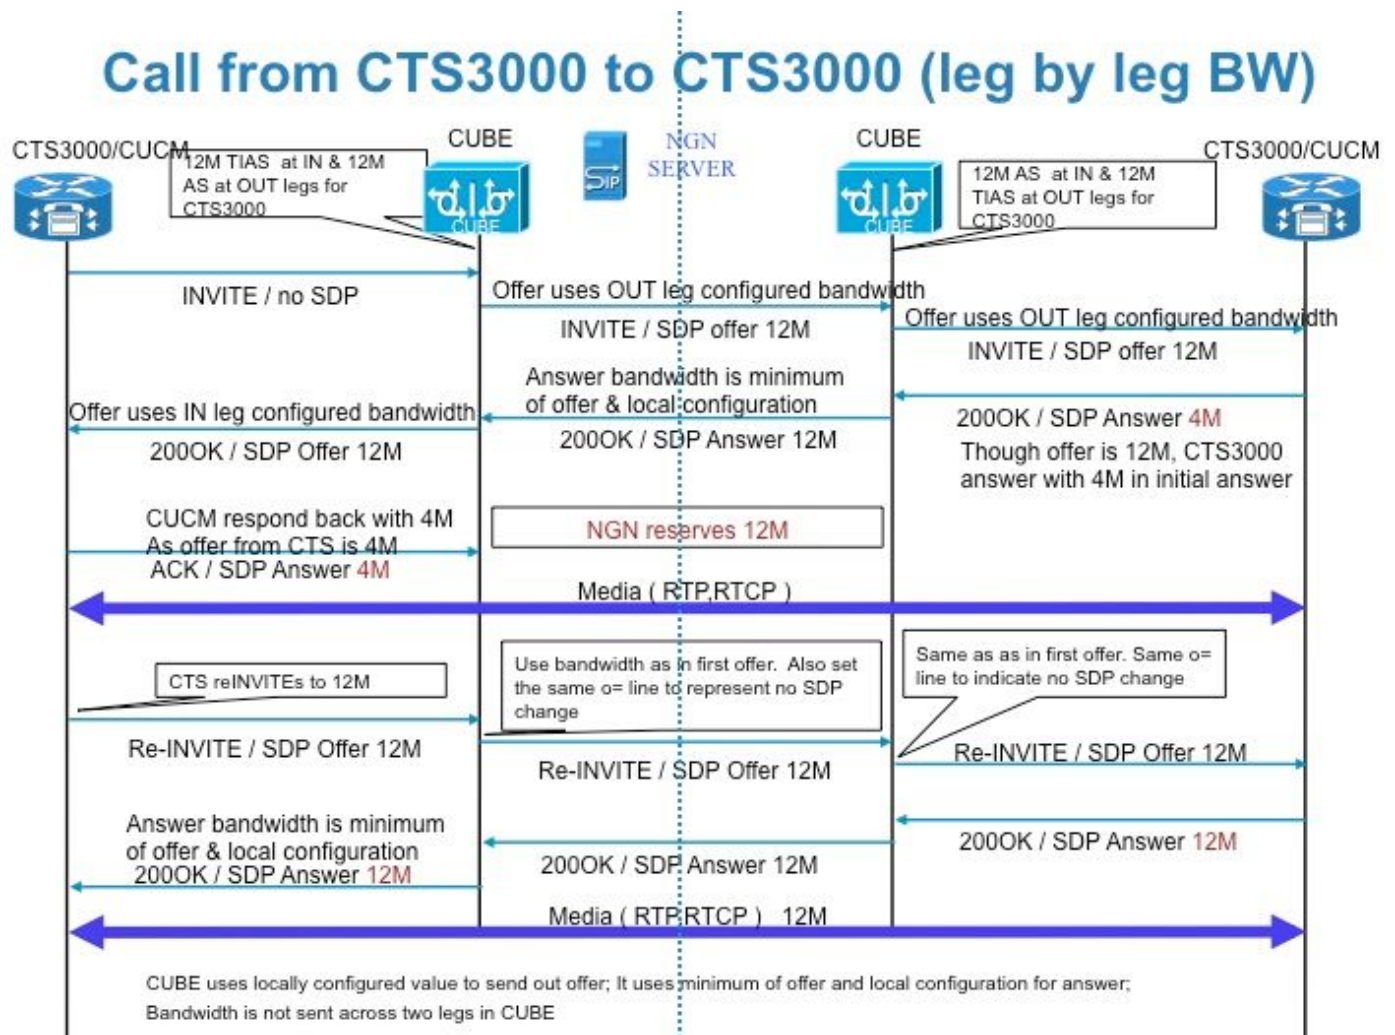 Call from CTS3000 to CTS3000 (leg by leg BW)
CTS3000/CUCM
12M TIAS at IN & 12M
AS at OUT legs for
CTS3000
CUBE
CUBE
SIP
NGN
SERVER
CUBE
CUBE
12M AS at IN & 12M
TIAS at OUT legs for
CTS3000
CTS3000/CUCM
INVITE / no SDP
Offer uses OUT leg configured bandwidth
INVITE / SDP offer 12M
Offer uses OUT leg configured bandwidth
INVITE / SDP offer 12M
Answer bandwidth is minimum
of offer & local configuration
200OK / SDP Answer 12M
200OK / SDP Answer 4M
Though offer is 12M, CTS3000
answer with 4M in initial answer
Offer uses IN leg configured bandwidth
200OK / SDP Offer 12M
CUCM respond back with 4M
As offer from CTS is 4M
ACK / SDP Answer 4M
NGN reserves 12M
Media ( RTP,RTCP )
CTS reINVITEs to 12M
Use bandwidth as in first offer. Also set
the same o= line to represent no SDP
change
Same as as in first offer. Same o=
line to indicate no SDP change
Re-INVITE / SDP Offer 12M
Re-INVITE / SDP Offer 12M
Re-INVITE / SDP Offer 12M
Answer bandwidth is minimum
of offer & local configuration
200OK / SDP Answer 12M
200OK / SDP Answer 12M
200OK / SDP Answer 12M
Media ( RTP,RTCP ) 12M
CUBE uses locally configured value to send out offer; It uses minimum of offer and local configuration for answer;
Bandwidth is not sent across two legs in CUBE